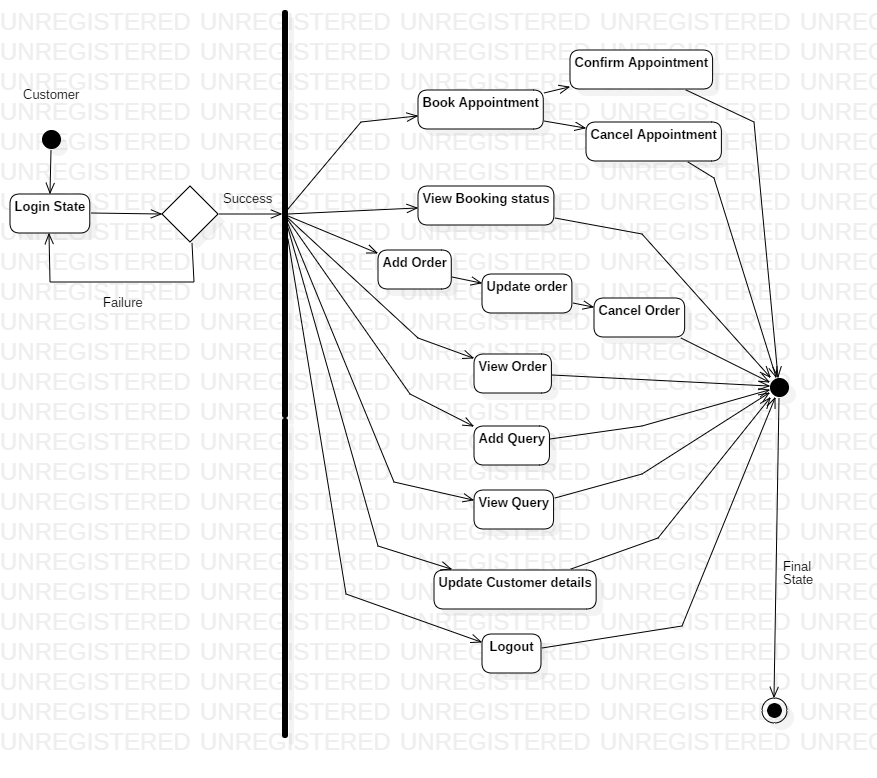 Customer
Login State
Success
Failure
Book Appointment
Confirm Appointment
Cancel Appointment
View Booking status
Add Order
Update order
Cancel Order
View Order
Add Query
View Query
Update Customer details
Logout
Final
State
UNREGISTERED UNREGISTERED UNREGISTERED UNREGISTERED UNREG